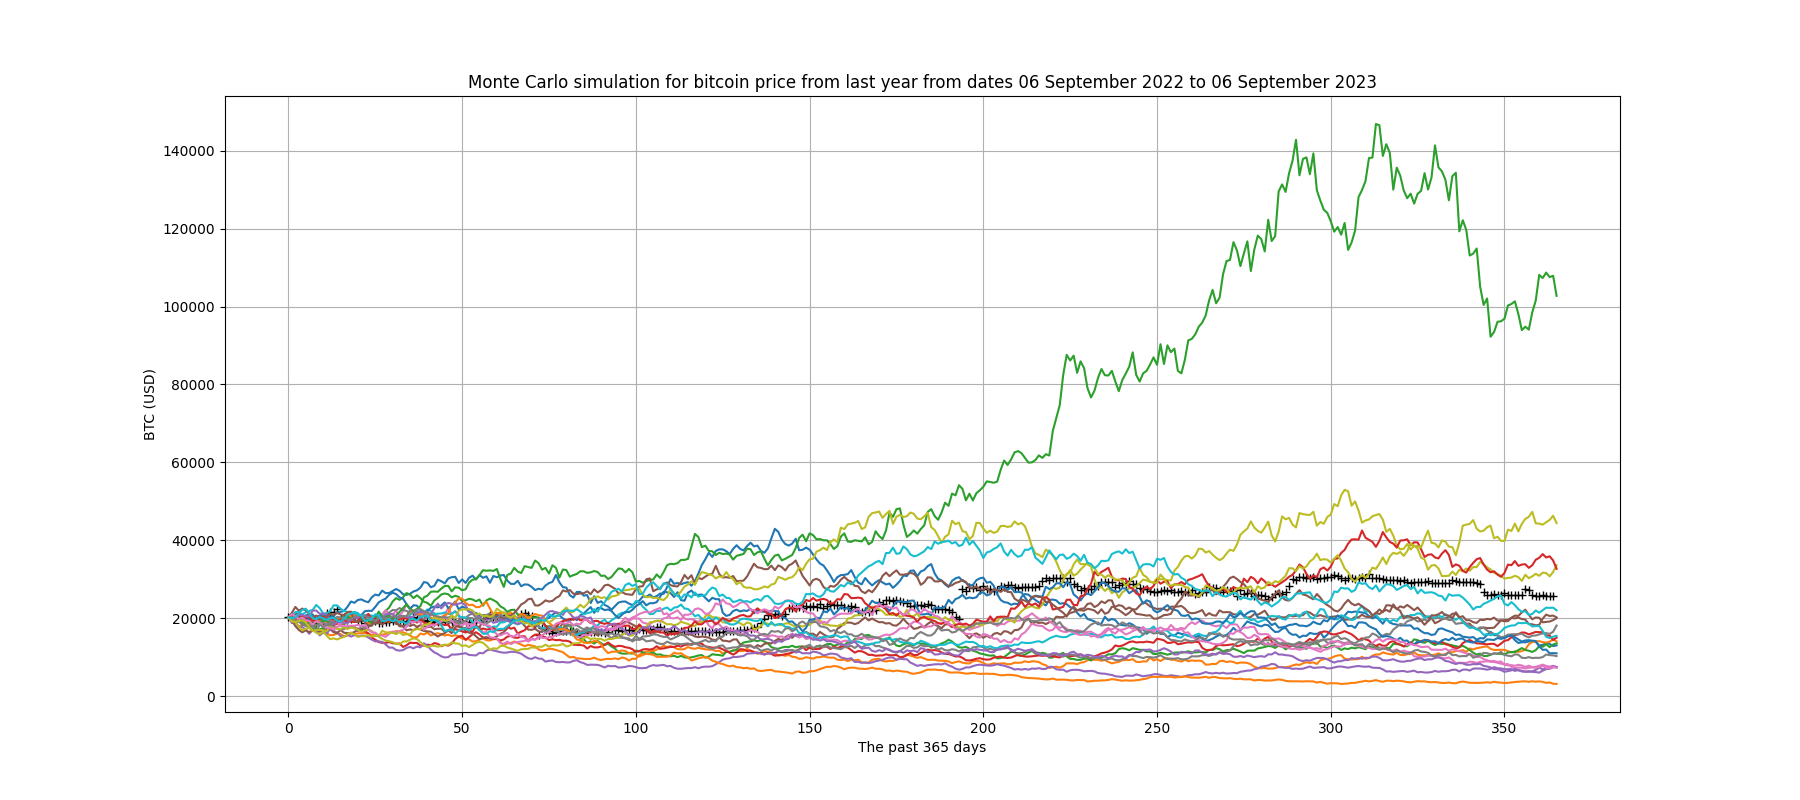 Monte Carlo simulation for bitcoin price from last year from dates 06 September 2022 to 06 September 2023
140000
120000
100000
80000
60000
40000
20000
0
BTC (USD)
0 50 100 150 200 250 300 350
The past 365 days